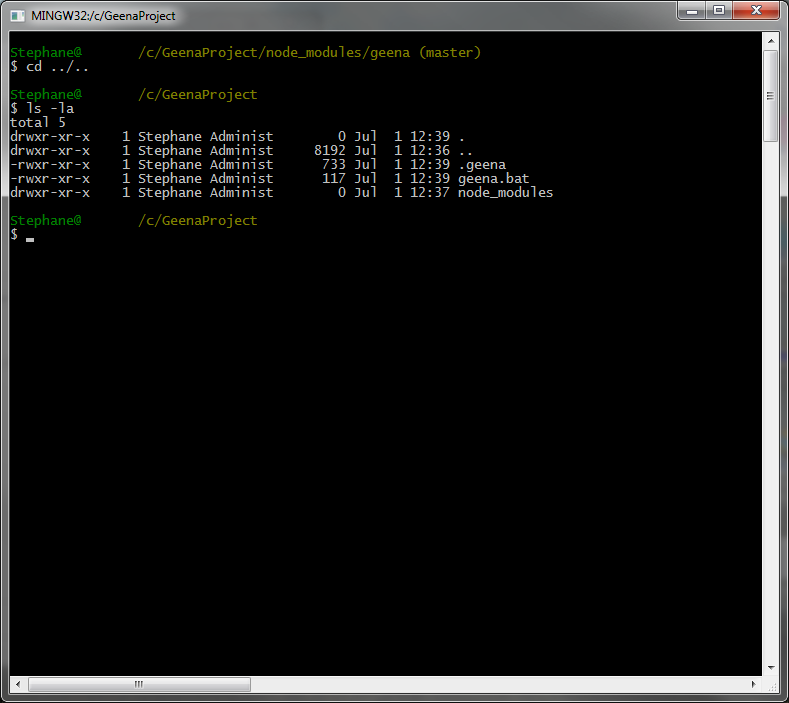 MINGW32:/c/GeenaProject
Stephane@ /c/GeenaProject/node_modules/geena (master)
$ cd ../..
Stephane@ /c/GeenaProject
$ ls -la
total 5
drwxr-xr-x 1 Stephane Administ 0 Jul 1 12:39 .
drwxr-xr-x 1 Stephane Administ 8192 Jul 1 12:36 ..
-rwxr-xr-x 1 Stephane Administ 733 Jul 1 12:39 .geena
-rwxr-xr-x 1 Stephane Administ 117 Jul 1 12:39 geena.bat
drwxr-xr-x 1 Stephane Administ 0 Jul 1 12:37 node_modules
Stephane@ /c/GeenaProject
$